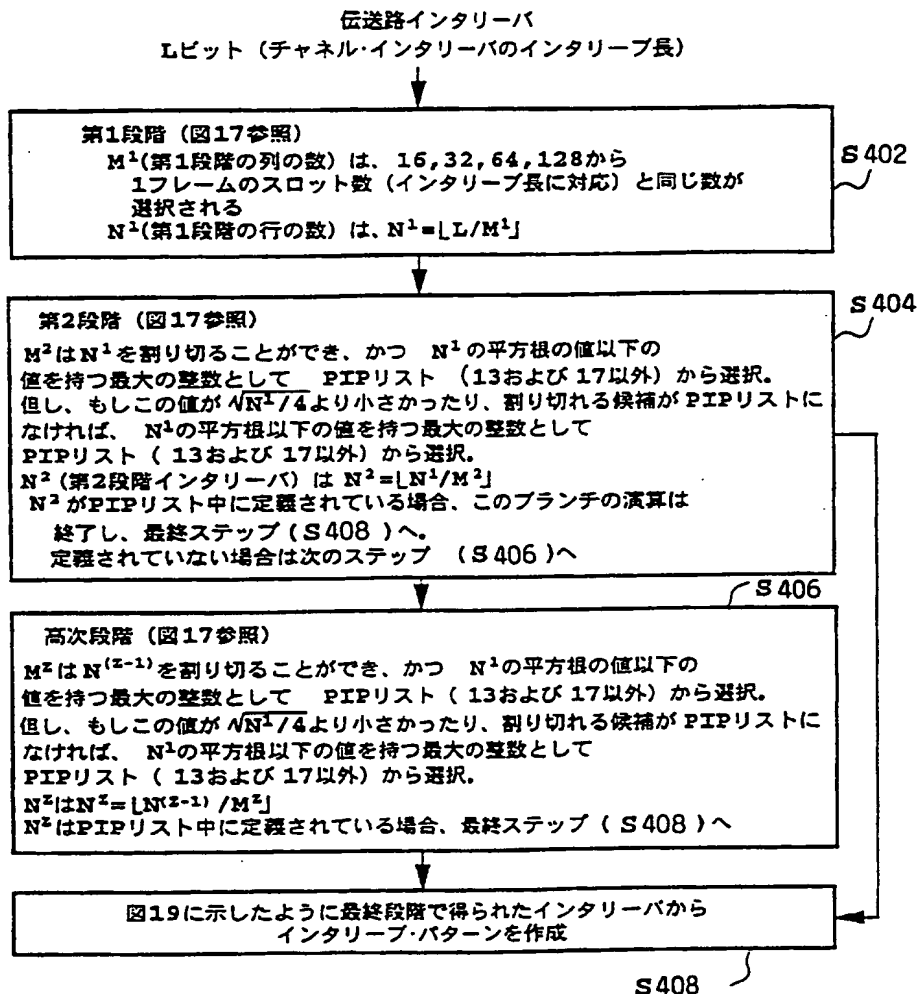 伝送路インタリーバ
Lビット（チャネル･インタリーバのインタリーブ長）
第1段階（図17参照）
M¹(第1段階の列の数）は、16,32,64,128から
1フレームのスロット数（インタリーブ長に対応）と同じ数が
選択される
N¹(第1段階の行の数）は、N¹=⌊L/M¹⌋
S402
第2段階（図17参照）
S404
M²はN¹を割り切ることができ、かつ N¹の平方根の値以下の
値を持つ最大の整数として PIPリスト （13および17以外）から選択。
但し、もしこの値が√N¹/4より小さかったり、割り切れる候補がPIPリストに
なければ、 N¹の平方根以下の値を持つ最大の整数として
PIPリスト（ 13および17以外）から選択。
N²（第2段階インタリーバ）は N²=⌊N¹/M²⌋
N²がPIPリスト中に定義されている場合、このブランチの演算は
終了し、最終ステップ(S408)へ。
定義されていない場合は次のステップ (S406)へ
S406
高次段階（図17参照）
Mᶻは N⁽ᶻ⁻¹⁾を割り切ることができ、かつ N¹の平方根の値以下の
値を持つ最大の整数として PIPリスト（ 13および17以外）から選択。
但し、もしこの値が√N¹/4より小さかったり、割り切れる候補がPIPリストに
なければ、 N¹の平方根以下の値を持つ最大の整数として
PIPリスト（ 13および17以外）から選択。
NᶻはNᶻ=⌊N⁽ᶻ⁻¹⁾/Mᶻ⌋
NᶻはPIPリスト中に定義されている場合、最終ステップ（S408）へ
図19に示したように最終段階で得られたインタリーバから
インタリーブ･パターンを作成
S408